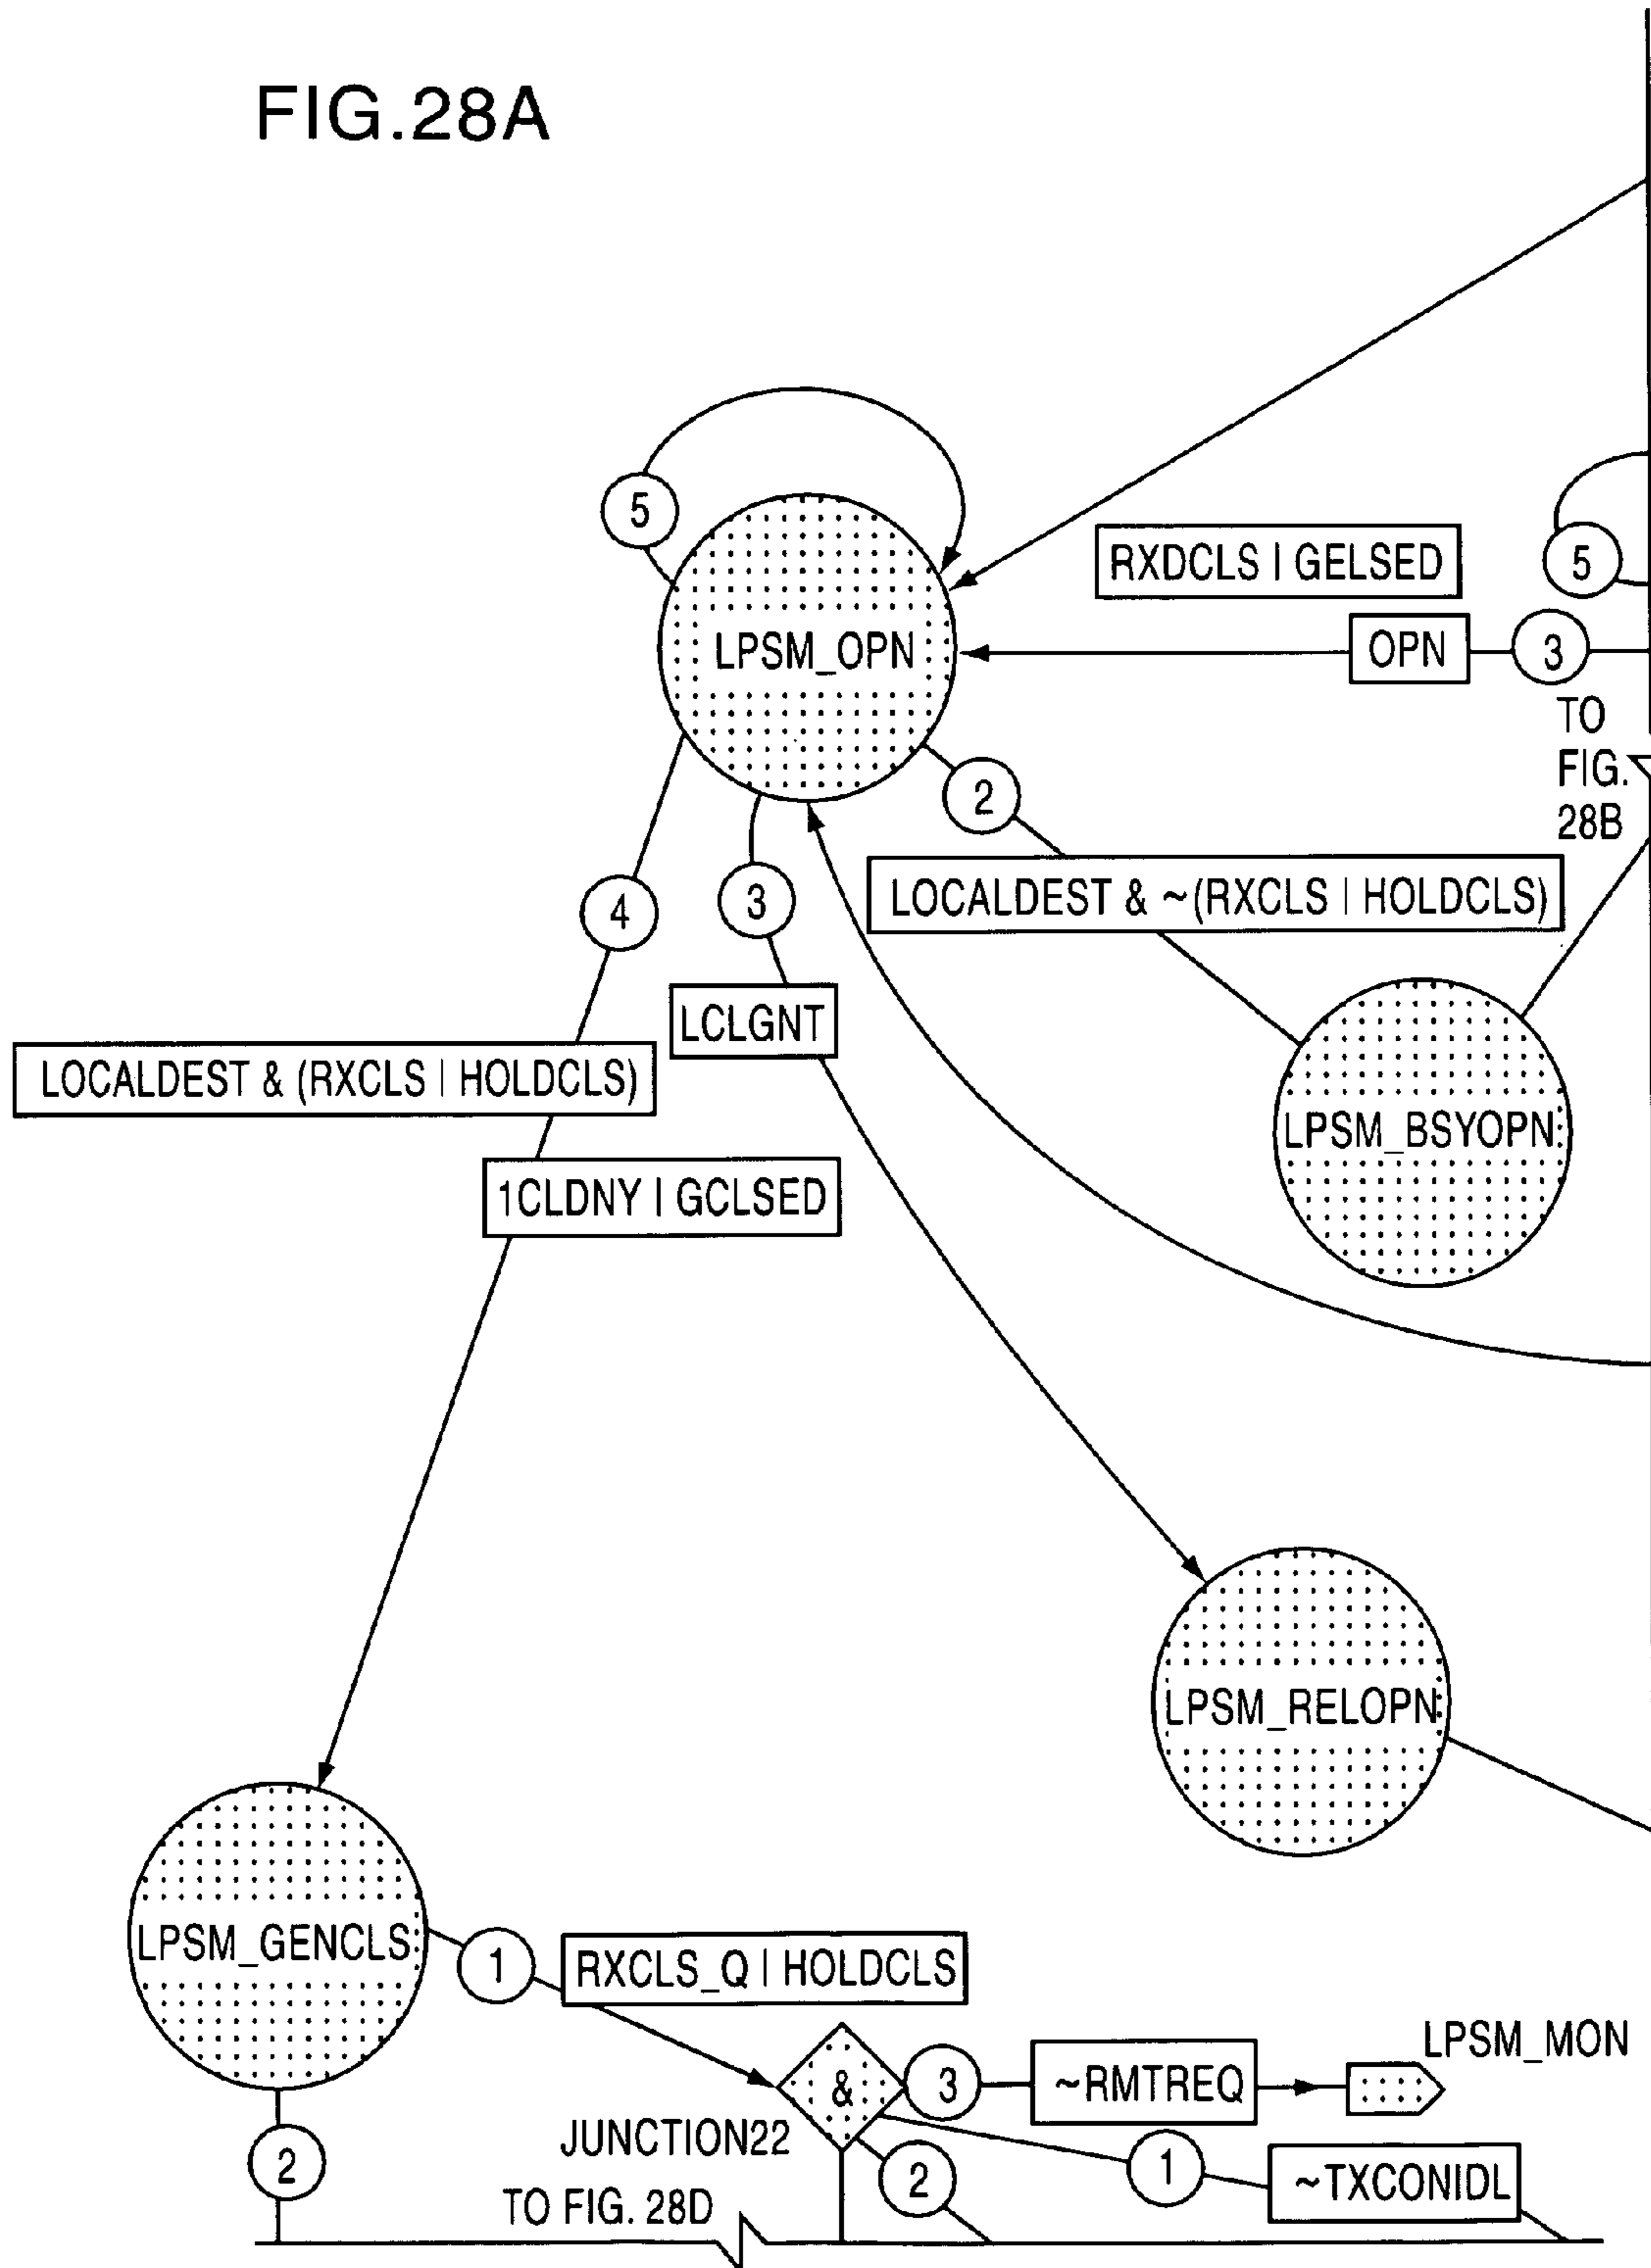 FIG.28A
5
RXDCLS | GELSED
5
LPSM_OPN
OPN
3
TO
FIG.
28B
2
4
3
LOCALDEST & ~(RXCLS | HOLDCLS)
LCLGNT
LOCALDEST & (RXCLS | HOLDCLS)
LPSM_BSYOPN
1CLDNY | GCLSED
LPSM_RELOPN
LPSM_GENCLS
1
RXCLS_Q | HOLDCLS
LPSM_MON
&
3
~RMTREQ
JUNCTION22
2
2
1
~TXCONIDL
TO FIG. 28D